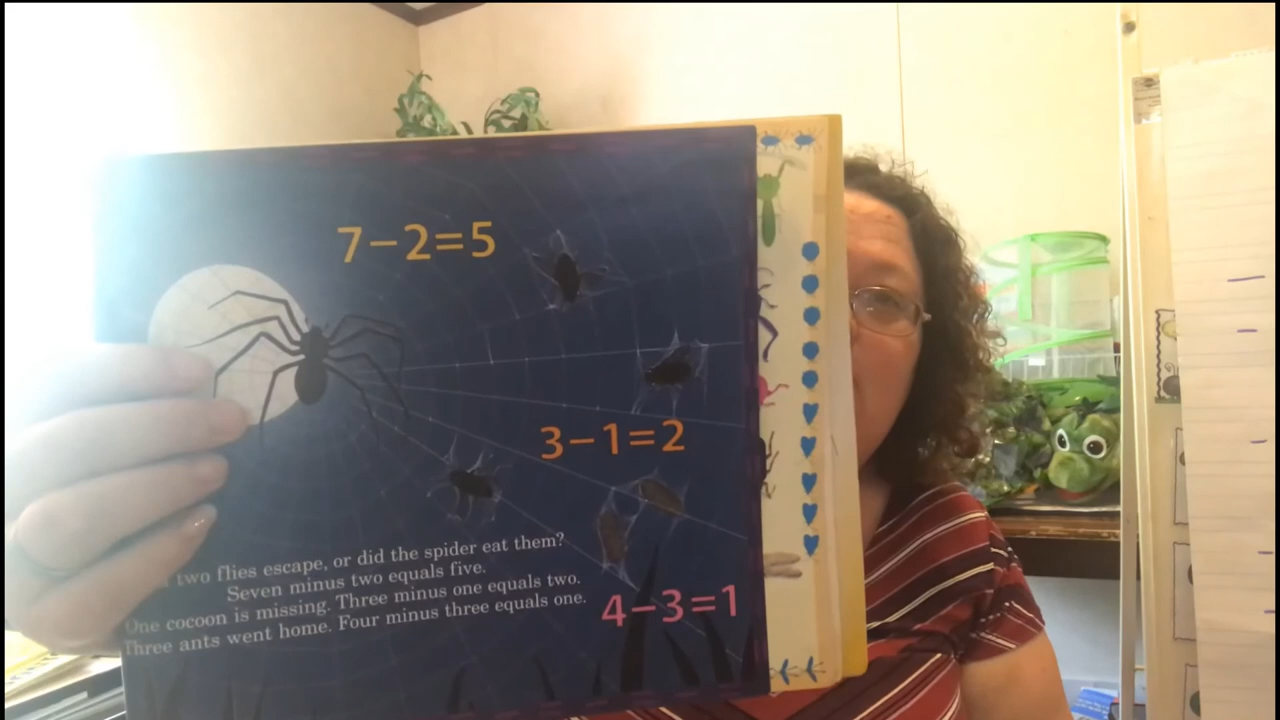 7−2=5
3−1=2
two flies escape, or did the spider eat them?
Seven minus two equals five.
One cocoon is missing. Three minus one equals two.
Three ants went home. Four minus three equals one.
4−3=1